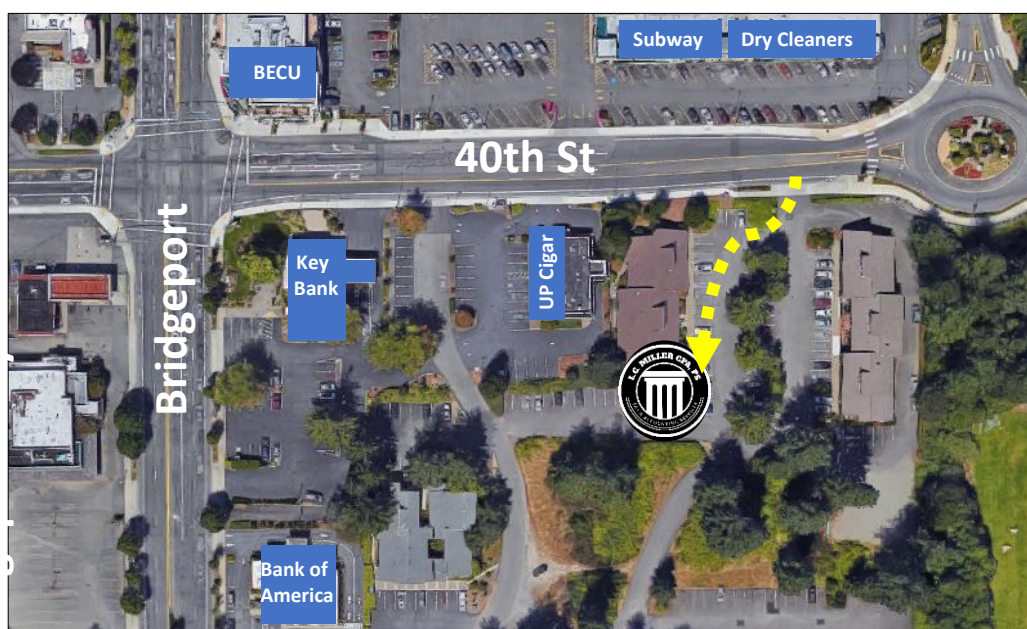 BECU
Subway
Dry Cleaners
40th St
Bridgeport
Key
Bank
UP Cigar
L.G. MILLER CPA, PS
Bank of
America